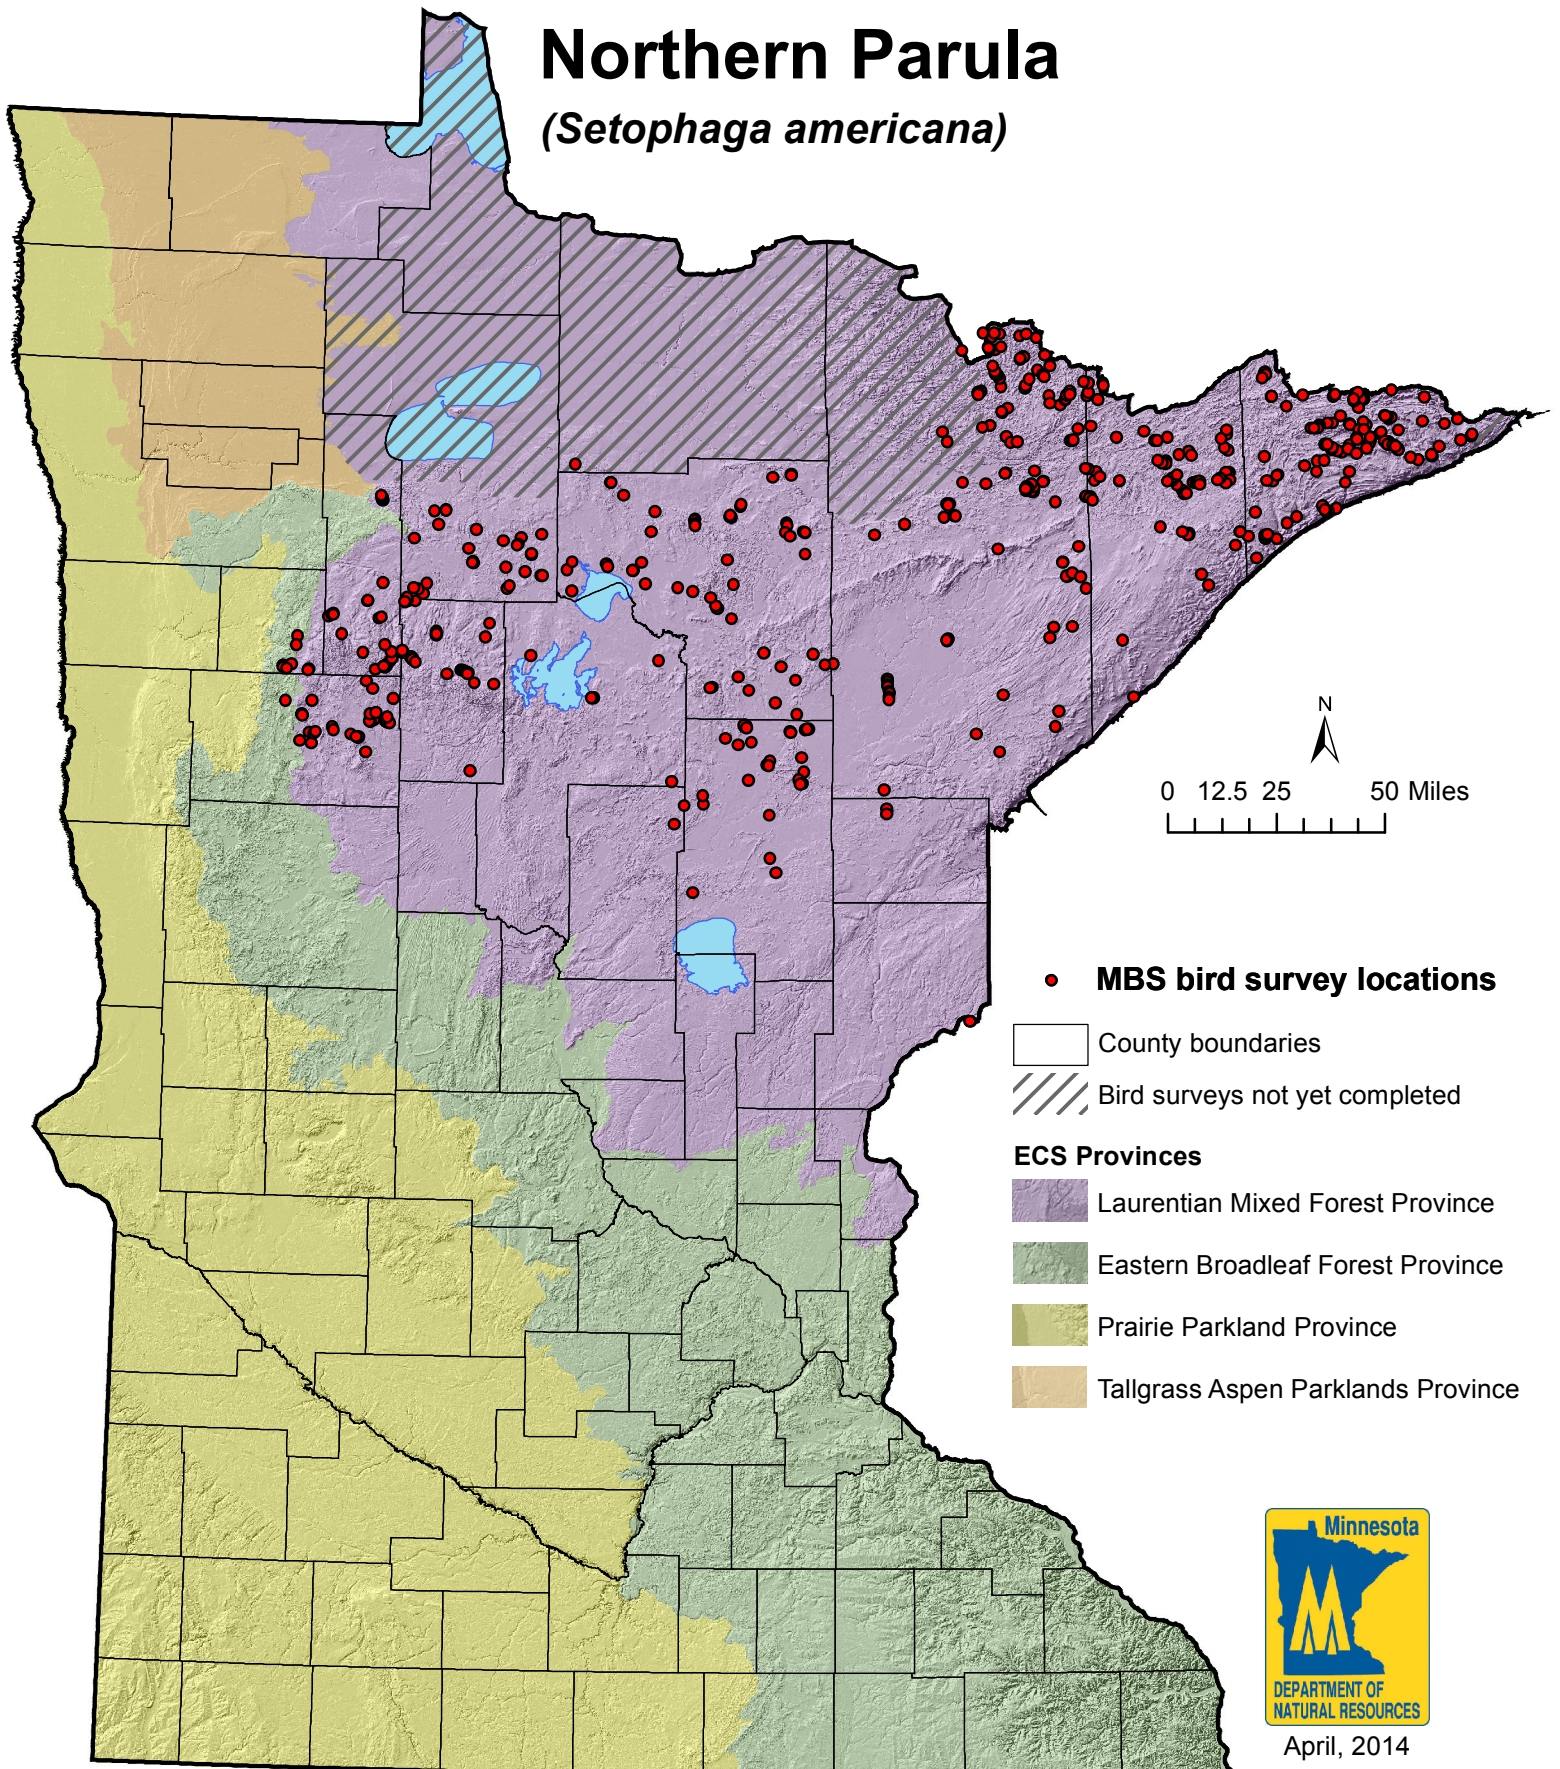 Northern Parula
(Setophaga americana)
N
0 12.5 25 50 Miles
MBS bird survey locations
County boundaries
Bird surveys not yet completed
ECS Provinces
Laurentian Mixed Forest Province
Eastern Broadleaf Forest Province
Prairie Parkland Province
Tallgrass Aspen Parklands Province
Minnesota
DEPARTMENT OF
NATURAL RESOURCES
April, 2014